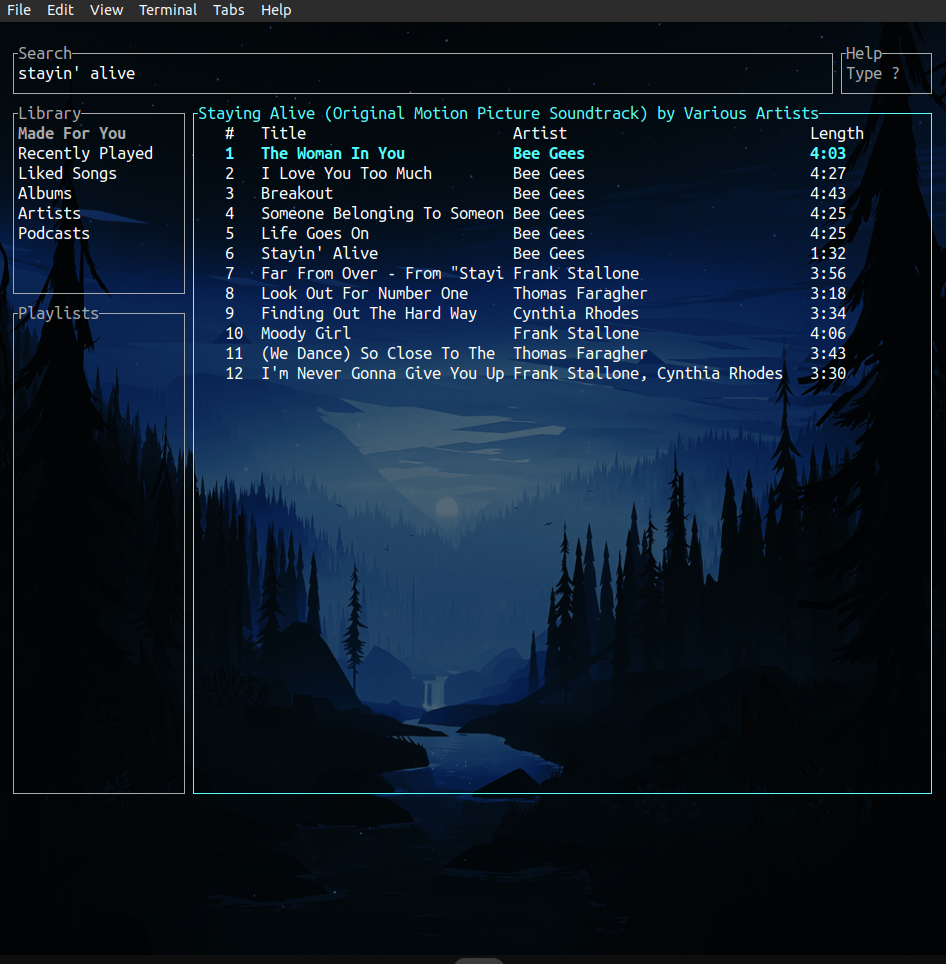 File Edit View Terminal Tabs Help
Search
stayin' alive
Help
Type ?
Library
Made For You
Recently Played
Liked Songs
Albums
Artists
Podcasts
Playlists
Staying Alive (Original Motion Picture Soundtrack) by Various Artists
# Title Artist Length
1 The Woman In You Bee Gees 4:03
2 I Love You Too Much Bee Gees 4:27
3 Breakout Bee Gees 4:43
4 Someone Belonging To Someon Bee Gees 4:25
5 Life Goes On Bee Gees 4:25
6 Stayin' Alive Bee Gees 1:32
7 Far From Over - From "Stayi Frank Stallone 3:56
8 Look Out For Number One Thomas Faragher 3:18
9 Finding Out The Hard Way Cynthia Rhodes 3:34
10 Moody Girl Frank Stallone 4:06
11 (We Dance) So Close To The Thomas Faragher 3:43
12 I'm Never Gonna Give You Up Frank Stallone, Cynthia Rhodes 3:30